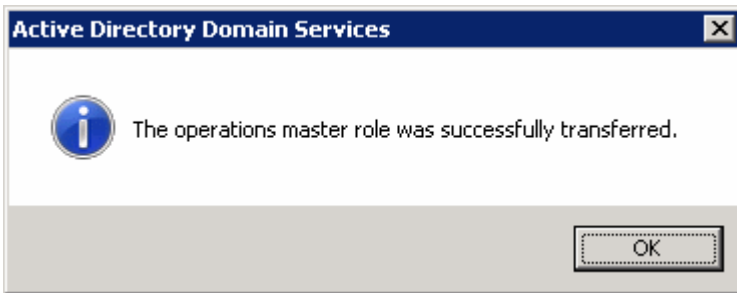 Active Directory Domain Services
The operations master role was successfully transferred.
OK